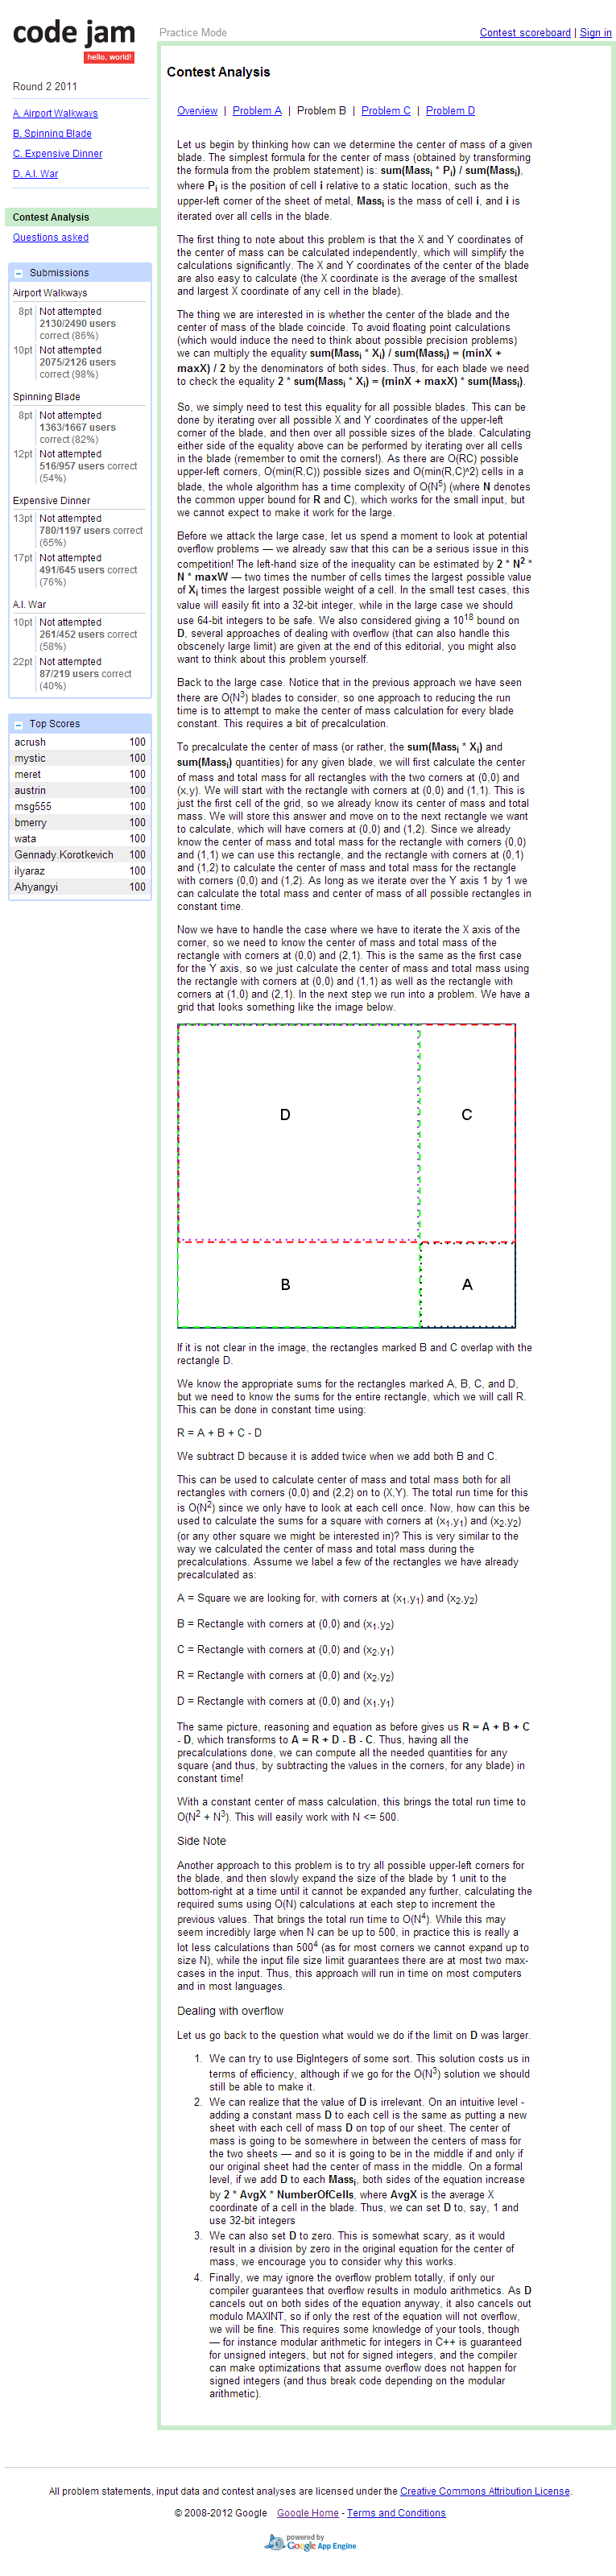 code jam
hello, world!
Practice Mode
Contest scoreboard | Sign in
Round 2 2011
A. Airport Walkways
B. Spinning Blade
C. Expensive Dinner
D. A.I. War
Contest Analysis
Questions asked
Submissions
Airport Walkways
8pt Not attempted
2130/2490 users
correct (86%)
10pt Not attempted
2075/2126 users
correct (98%)
Spinning Blade
8pt Not attempted
1363/1667 users
correct (82%)
12pt Not attempted
516/957 users correct
(54%)
Expensive Dinner
13pt Not attempted
780/1197 users correct
(65%)
17pt Not attempted
491/645 users correct
(76%)
A.I. War
10pt Not attempted
261/452 users correct
(58%)
22pt Not attempted
87/219 users correct
(40%)
Top Scores
acrush 100
mystic 100
meret 100
austrin 100
msg555 100
bmerry 100
wata 100
Gennady.Korotkevich 100
ilyaraz 100
Ahyangyi 100
Contest Analysis
Overview | Problem A | Problem B | Problem C | Problem D
Let us begin by thinking how can we determine the center of mass of a given
blade. The simplest formula for the center of mass (obtained by transforming
the formula from the problem statement) is: sum(Massi * Pi) / sum(Massi),
where Pi is the position of cell i relative to a static location, such as the
upper-left corner of the sheet of metal, Massi is the mass of cell i, and i is
iterated over all cells in the blade.
The first thing to note about this problem is that the X and Y coordinates of
the center of mass can be calculated independently, which will simplify the
calculations significantly. The X and Y coordinates of the center of the blade
are also easy to calculate (the X coordinate is the average of the smallest
and largest X coordinate of any cell in the blade).
The thing we are interested in is whether the center of the blade and the
center of mass of the blade coincide. To avoid floating point calculations
(which would induce the need to think about possible precision problems)
we can multiply the equality sum(Massi * Xi) / sum(Massi) = (minX +
maxX) / 2 by the denominators of both sides. Thus, for each blade we need
to check the equality 2 * sum(Massi * Xi) = (minX + maxX) * sum(Massi).
So, we simply need to test this equality for all possible blades. This can be
done by iterating over all possible X and Y coordinates of the upper-left
corner of the blade, and then over all possible sizes of the blade. Calculating
either side of the equality above can be performed by iterating over all cells
in the blade (remember to omit the corners!). As there are O(RC) possible
upper-left corners, O(min(R,C)) possible sizes and O(min(R,C)^2) cells in a
blade, the whole algorithm has a time complexity of O(N5) (where N denotes
the common upper bound for R and C), which works for the small input, but
we cannot expect to make it work for the large.
Before we attack the large case, let us spend a moment to look at potential
overflow problems — we already saw that this can be a serious issue in this
competition! The left-hand size of the inequality can be estimated by 2 * N2 *
N * maxW — two times the number of cells times the largest possible value
of Xi times the largest possible weight of a cell. In the small test cases, this
value will easily fit into a 32-bit integer, while in the large case we should
use 64-bit integers to be safe. We also considered giving a 1018 bound on
D, several approaches of dealing with overflow (that can also handle this
obscenely large limit) are given at the end of this editorial, you might also
want to think about this problem yourself.
Back to the large case. Notice that in the previous approach we have seen
there are O(N3) blades to consider, so one approach to reducing the run
time is to attempt to make the center of mass calculation for every blade
constant. This requires a bit of precalculation.
To precalculate the center of mass (or rather, the sum(Massi * Xi) and
sum(Massi) quantities) for any given blade, we will first calculate the center
of mass and total mass for all rectangles with the two corners at (0,0) and
(x,y). We will start with the rectangle with corners at (0,0) and (1,1). This is
just the first cell of the grid, so we already know its center of mass and total
mass. We will store this answer and move on to the next rectangle we want
to calculate, which will have corners at (0,0) and (1,2). Since we already
know the center of mass and total mass for the rectangle with corners (0,0)
and (1,1) we can use this rectangle, and the rectangle with corners at (0,1)
and (1,2) to calculate the center of mass and total mass for the rectangle
with corners (0,0) and (1,2). As long as we iterate over the Y axis 1 by 1 we
can calculate the total mass and center of mass of all possible rectangles in
constant time.
Now we have to handle the case where we have to iterate the X axis of the
corner, so we need to know the center of mass and total mass of the
rectangle with corners at (0,0) and (2,1). This is the same as the first case
for the Y axis, so we just calculate the center of mass and total mass using
the rectangle with corners at (0,0) and (1,1) as well as the rectangle with
corners at (1,0) and (2,1). In the next step we run into a problem. We have a
grid that looks something like the image below.
D C
B A
If it is not clear in the image, the rectangles marked B and C overlap with the
rectangle D.
We know the appropriate sums for the rectangles marked A, B, C, and D,
but we need to know the sums for the entire rectangle, which we will call R.
This can be done in constant time using:
R = A + B + C - D
We subtract D because it is added twice when we add both B and C.
This can be used to calculate center of mass and total mass both for all
rectangles with corners (0,0) and (2,2) on to (X,Y). The total run time for this
is O(N2) since we only have to look at each cell once. Now, how can this be
used to calculate the sums for a square with corners at (x1,y1) and (x2,y2)
(or any other square we might be interested in)? This is very similar to the
way we calculated the center of mass and total mass during the
precalculations. Assume we label a few of the rectangles we have already
precalculated as:
A = Square we are looking for, with corners at (x1,y1) and (x2,y2)
B = Rectangle with corners at (0,0) and (x1,y2)
C = Rectangle with corners at (0,0) and (x2,y1)
R = Rectangle with corners at (0,0) and (x2,y2)
D = Rectangle with corners at (0,0) and (x1,y1)
The same picture, reasoning and equation as before gives us R = A + B + C
- D, which transforms to A = R + D - B - C. Thus, having all the
precalculations done, we can compute all the needed quantities for any
square (and thus, by subtracting the values in the corners, for any blade) in
constant time!
With a constant center of mass calculation, this brings the total run time to
O(N2 + N3). This will easily work with N <= 500.
Side Note
Another approach to this problem is to try all possible upper-left corners for
the blade, and then slowly expand the size of the blade by 1 unit to the
bottom-right at a time until it cannot be expanded any further, calculating the
required sums using O(N) calculations at each step to increment the
previous values. That brings the total run time to O(N4). While this may
seem incredibly large when N can be up to 500, in practice this is really a
lot less calculations than 5004 (as for most corners we cannot expand up to
size N), while the input file size limit guarantees there are at most two max-
cases in the input. Thus, this approach will run in time on most computers
and in most languages.
Dealing with overflow
Let us go back to the question what would we do if the limit on D was larger.
1. We can try to use BigIntegers of some sort. This solution costs us in
terms of efficiency, although if we go for the O(N3) solution we should
still be able to make it.
2. We can realize that the value of D is irrelevant. On an intuitive level -
adding a constant mass D to each cell is the same as putting a new
sheet with each cell of mass D on top of our sheet. The center of
mass is going to be somewhere in between the centers of mass for
the two sheets — and so it is going to be in the middle if and only if
our original sheet had the center of mass in the middle. On a formal
level, if we add D to each Massi, both sides of the equation increase
by 2 * AvgX * NumberOfCells, where AvgX is the average X
coordinate of a cell in the blade. Thus, we can set D to, say, 1 and
use 32-bit integers
3. We can also set D to zero. This is somewhat scary, as it would
result in a division by zero in the original equation for the center of
mass, we encourage you to consider why this works.
4. Finally, we may ignore the overflow problem totally, if only our
compiler guarantees that overflow results in modulo arithmetics. As D
cancels out on both sides of the equation anyway, it also cancels out
modulo MAXINT, so if only the rest of the equation will not overflow,
we will be fine. This requires some knowledge of your tools, though
— for instance modular arithmetic for integers in C++ is guaranteed
for unsigned integers, but not for signed integers, and the compiler
can make optimizations that assume overflow does not happen for
signed integers (and thus break code depending on the modular
arithmetic).
All problem statements, input data and contest analyses are licensed under the Creative Commons Attribution License.
© 2008-2012 Google Google Home - Terms and Conditions
powered by
Google App Engine